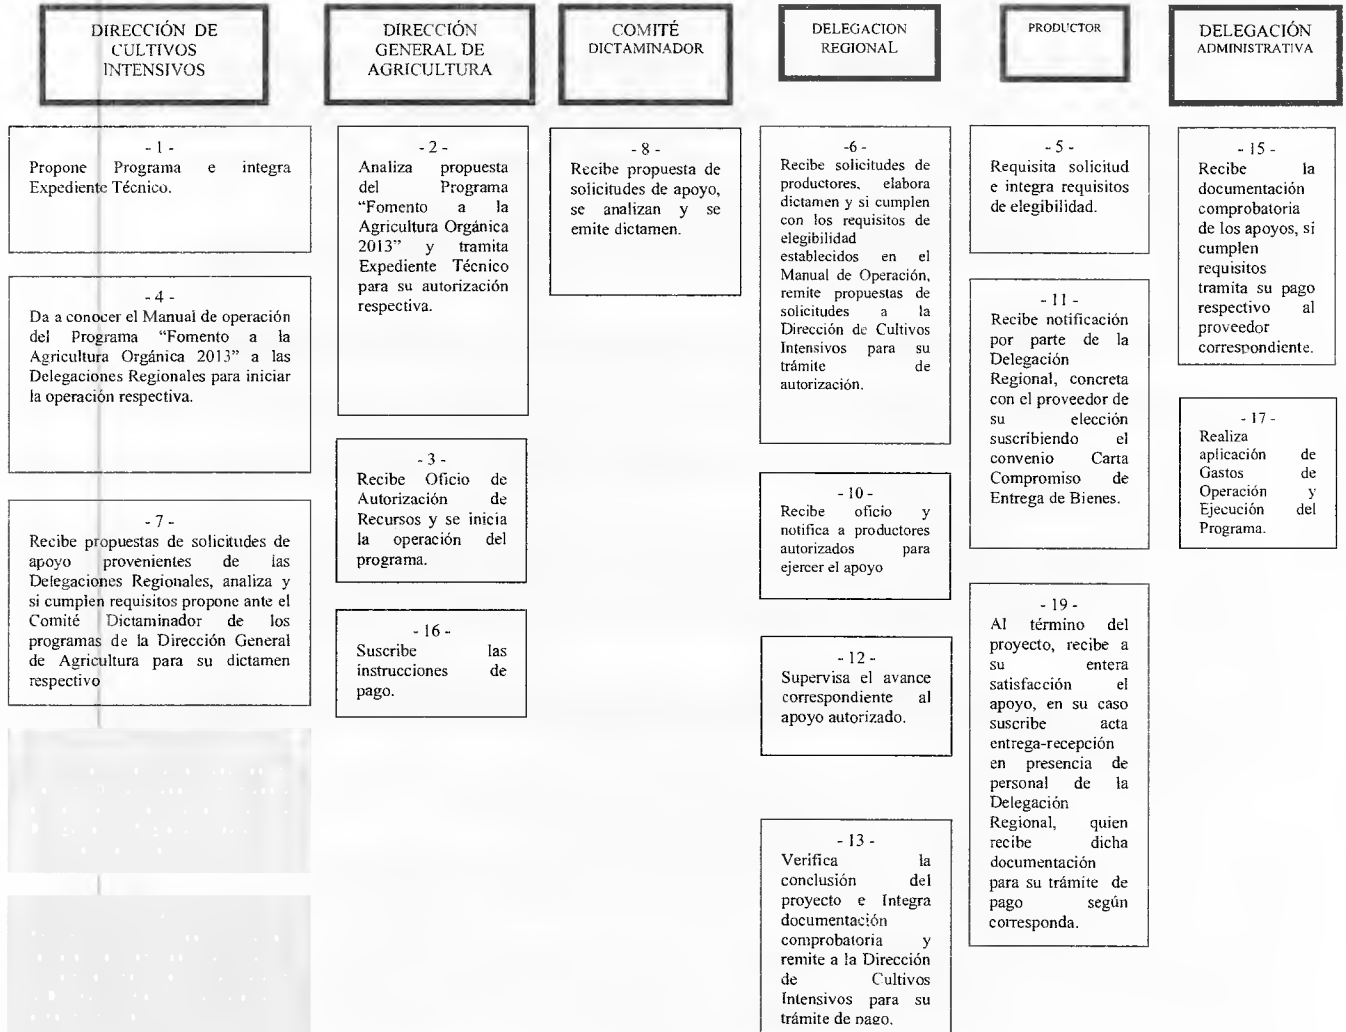 DIRECCIÓN DE
CULTIVOS
INTENSIVOS
DIRECCIÓN
GENERAL DE
AGRICULTURA
COMITÉ
DICTAMINADOR
DELEGACION
REGIONAL
PRODUCTOR
DELEGACIÓN
ADMINISTRATIVA
- 1 -
Propone Programa e integra
Expediente Técnico.
- 4 -
Da a conocer el Manual de operación
del Programa “Fomento a la
Agricultura Orgánica 2013” a las
Delegaciones Regionales para iniciar
la operación respectiva.
- 7 -
Recibe propuestas de solicitudes de
apoyo provenientes de las
Delegaciones Regionales, analiza y
si cumplen requisitos propone ante el
Comité Dictaminador de los
programas de la Dirección General
de Agricultura para su dictamen
respectivo
- 2 -
Analiza propuesta
del Programa
“Fomento a la
Agricultura Orgánica
2013” y tramita
Expediente Técnico
para su autorización
respectiva.
- 3 -
Recibe Oficio de
Autorización de
Recursos y se inicia
la operación del
programa.
- 16 -
Suscribe las
instrucciones de
pago.
- 8 -
Recibe propuesta de
solicitudes de apoyo,
se analizan y se
emite dictamen.
-6 -
Recibe solicitudes de
productores, elabora
dictamen y si cumplen
con los requisitos de
elegibilidad
establecidos en el
Manual de Operación,
remite propuestas de
solicitudes a la
Dirección de Cultivos
Intensivos para su
trámite de
autorización.
- 10 -
Recibe oficio y
notifica a productores
autorizados para
ejercer el apoyo
- 12 -
Supervisa el avance
correspondiente al
apoyo autorizado.
- 13 -
Verifica la
conclusión del
proyecto e Integra
documentación
comprobatoria y
remite a la Dirección
de Cultivos
Intensivos para su
trámite de pago.
- 5 -
Requisita solicitud
e integra requisitos
de elegibilidad.
- 11 -
Recibe notificación
por parte de la
Delegación
Regional, concreta
con el proveedor de
su elección
suscribiendo el
convenio Carta
Compromiso de
Entrega de Bienes.
- 19 -
Al término del
proyecto, recibe a
su entera
satisfacción el
apoyo, en su caso
suscribe acta
entrega-recepción
en presencia de
personal de la
Delegación
Regional, quien
recibe dicha
documentación
para su trámite de
pago según
corresponda.
- 15 -
Recibe la
documentación
comprobatoria
de los apoyos, si
cumplen
requisitos
tramita su pago
respectivo al
proveedor
correspondiente.
- 17 -
Realiza
aplicación de
Gastos de
Operación y
Ejecución del
Programa.